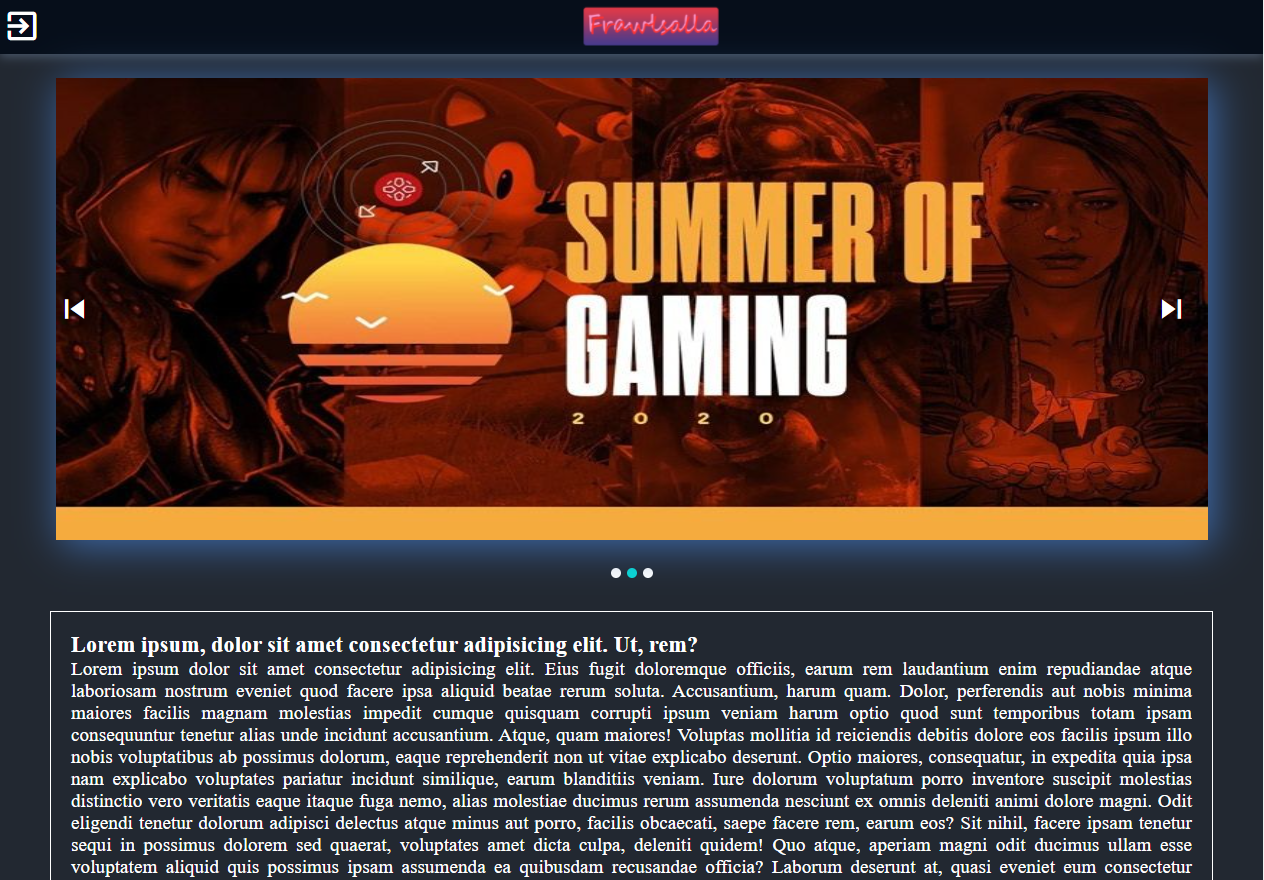 Frawlsalla
SUMMER OF
GAMING
2 0 2 0
Lorem ipsum, dolor sit amet consectetur adipisicing elit. Ut, rem?
Lorem ipsum dolor sit amet consectetur adipisicing elit. Eius fugit doloremque officiis, earum rem laudantium enim repudiandae atque
laboriosam nostrum eveniet quod facere ipsa aliquid beatae rerum soluta. Accusantium, harum quam. Dolor, perferendis aut nobis minima
maiores facilis magnam molestias impedit cumque quisquam corrupti ipsum veniam harum optio quod sunt temporibus totam ipsam
consequuntur tenetur alias unde incidunt accusantium. Atque, quam maiores! Voluptas mollitia id reiciendis debitis dolore eos facilis ipsum illo
nobis voluptatibus ab possimus dolorum, eaque reprehenderit non ut vitae explicabo deserunt. Optio maiores, consequatur, in expedita quia ipsa
nam explicabo voluptates pariatur incidunt similique, earum blanditiis veniam. Iure dolorum voluptatum porro inventore suscipit molestias
distinctio vero veritatis eaque itaque fuga nemo, alias molestiae ducimus rerum assumenda nesciunt ex omnis deleniti animi dolore magni. Odit
eligendi tenetur dolorum adipisci delectus atque minus aut porro, facilis obcaecati, saepe facere rem, earum eos? Sit nihil, facere ipsam tenetur
sequi in possimus dolorem sed quaerat, voluptates amet dicta culpa, deleniti quidem! Quo atque, aperiam magni odit ducimus ullam esse
voluptatem aliquid quis possimus ipsam assumenda ea quibusdam recusandae officia? Laborum deserunt at, quasi eveniet eum consectetur